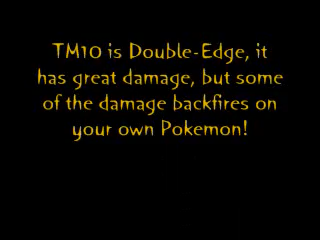 TM10 is Double-Edge, it
has great damage, but some
of the damage backfires on
your own Pokemon!